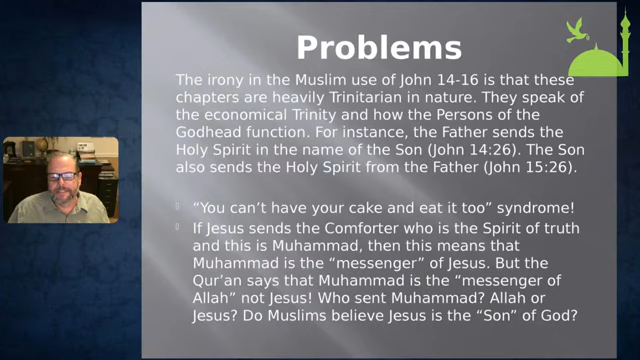 Problems
The irony in the Muslim use of John 14-16 is that these
chapters are heavily Trinitarian in nature. They speak of
the economical Trinity and how the Persons of the
Godhead function. For instance, the Father sends the
Holy Spirit in the name of the Son (John 14:26). The Son
also sends the Holy Spirit from the Father (John 15:26).
“You can’t have your cake and eat it too” syndrome!
If Jesus sends the Comforter who is the Spirit of truth
and this is Muhammad, then this means that
Muhammad is the “messenger” of Jesus. But the
Qur’an says that Muhammad is the “messenger of
Allah” not Jesus! Who sent Muhammad? Allah or
Jesus? Do Muslims believe Jesus is the “Son” of God?